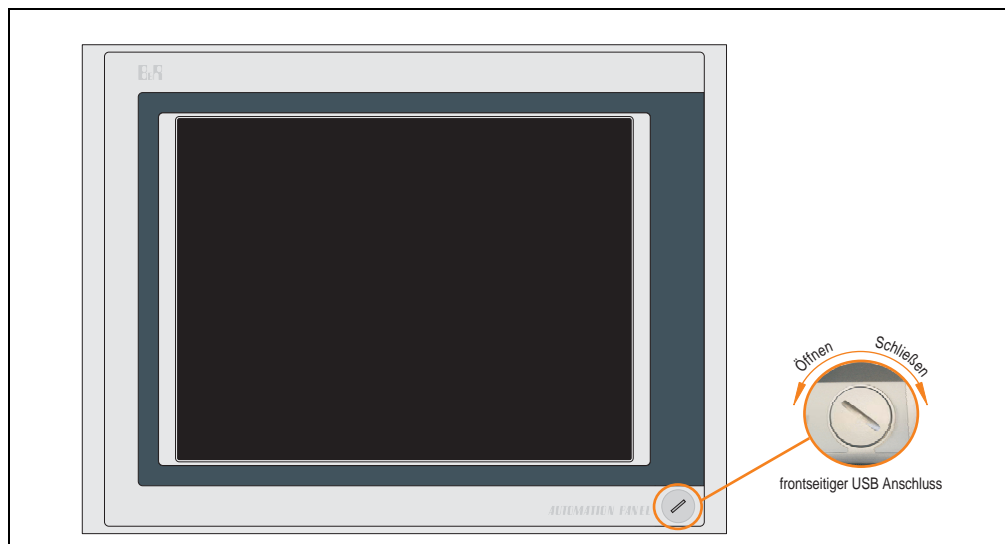 B&R
AUTOMATION PANEL
Öffnen
Schließen
frontseitiger USB Anschluss